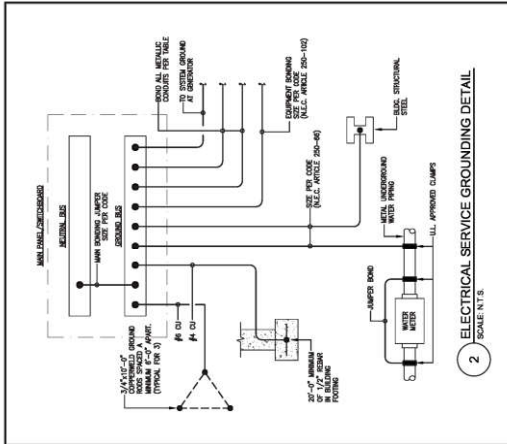 MAIN PANEL/SWITCHBOARD
NEUTRAL BUS
MAIN BONDING JUMPER
SIZE PER CODE
GROUND BUS
BOND ALL METALLIC
CONDUITS PER TABLE
TO SYSTEM GROUND
AT GENERATOR
EQUIPMENT BONDING
SIZE PER CODE
(N.E.C. ARTICLE 250-102)
#6 CU
#4 CU
3/4"x10'-0"
COPPERWELD GROUND
RODS SPACED A
MINIMUM 6'-0" APART.
(TYPICAL FOR 3)
SIZE PER CODE
(N.E.C. ARTICLE 250-66)
BLDG. STRUCTURAL
STEEL
20'-0" MINIMUM
OF 1/2" REBAR
IN BUILDING
FOOTING
METAL UNDERGROUND
WATER PIPING
JUMPER BOND
WATER
METER
U.L. APPROVED CLAMPS
2
ELECTRICAL SERVICE GROUNDING DETAIL
SCALE: N.T.S.